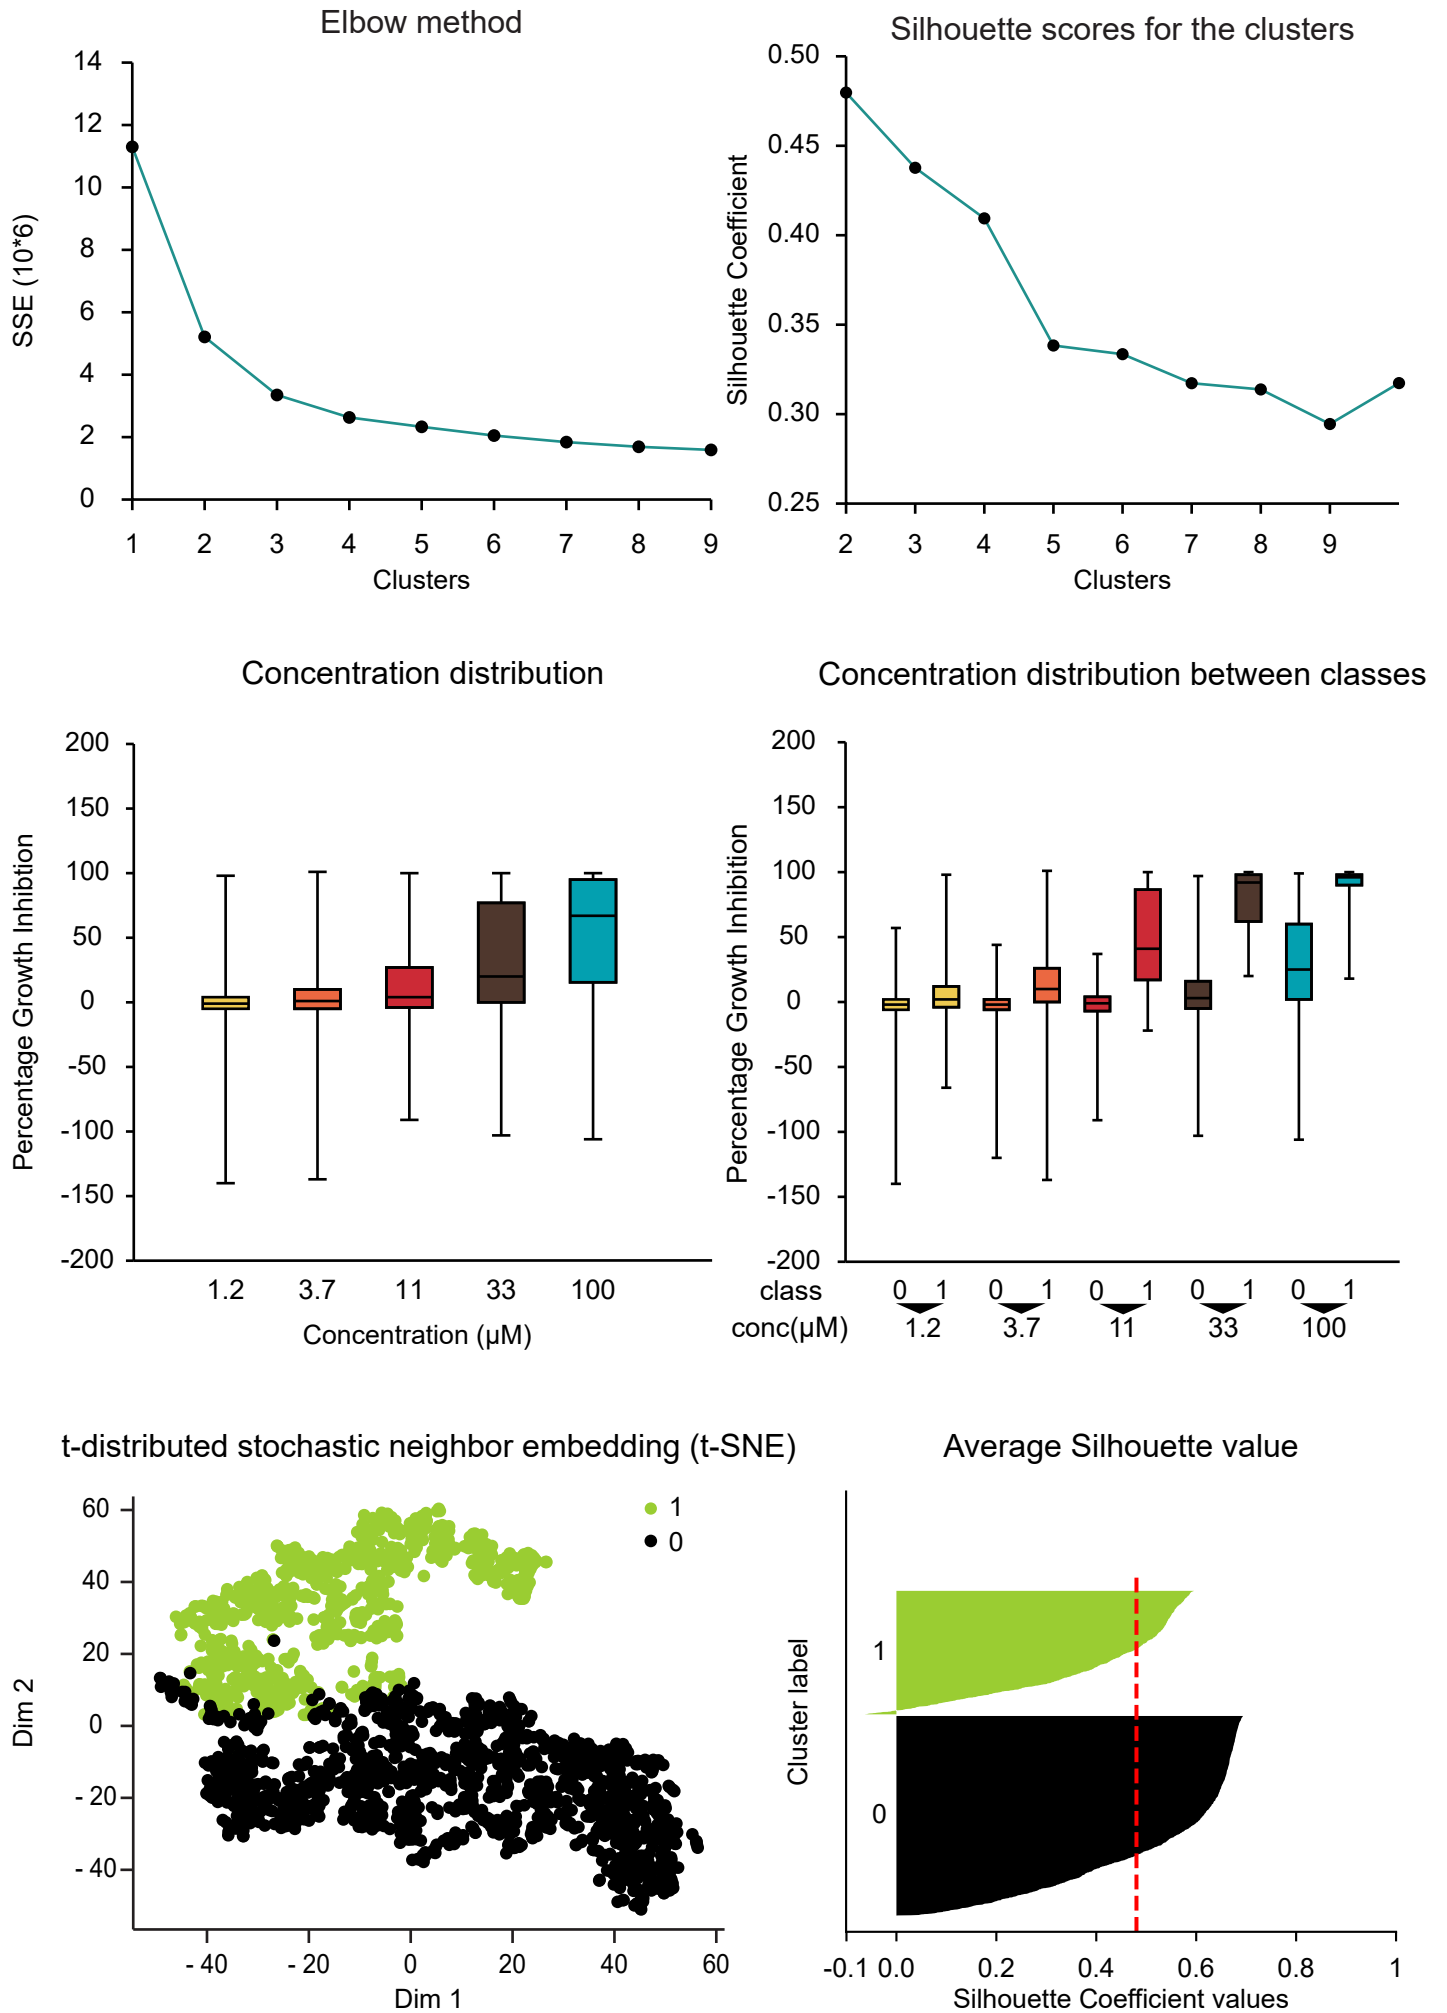 Elbow method
SSE (10*6)
14
12
10
8
6
4
2
0
1 2 3 4 5 6 7 8 9
Clusters
Silhouette scores for the clusters
Silhouette Coefficient
0.50
0.45
0.40
0.35
0.30
0.25
2 3 4 5 6 7 8 9
Clusters
Concentration distribution
Percentage Growth Inhibtion
200
150
100
50
0
-50
-100
-150
-200
1.2 3.7 11 33 100
Concentration (µM)
Concentration distribution between classes
Percentage Growth Inhibition
200
150
100
50
0
-50
-100
-150
-200
class 0 1 0 1 0 1 0 1 0 1
conc(µM) 1.2 3.7 11 33 100
t-distributed stochastic neighbor embedding (t-SNE)
1
0
Dim 2
60
40
20
0
- 20
- 40
- 40 - 20 0 20 40 60
Dim 1
Average Silhouette value
Cluster label
1
0
-0.1 0.0 0.2 0.4 0.6 0.8 1
Silhouette Coefficient values